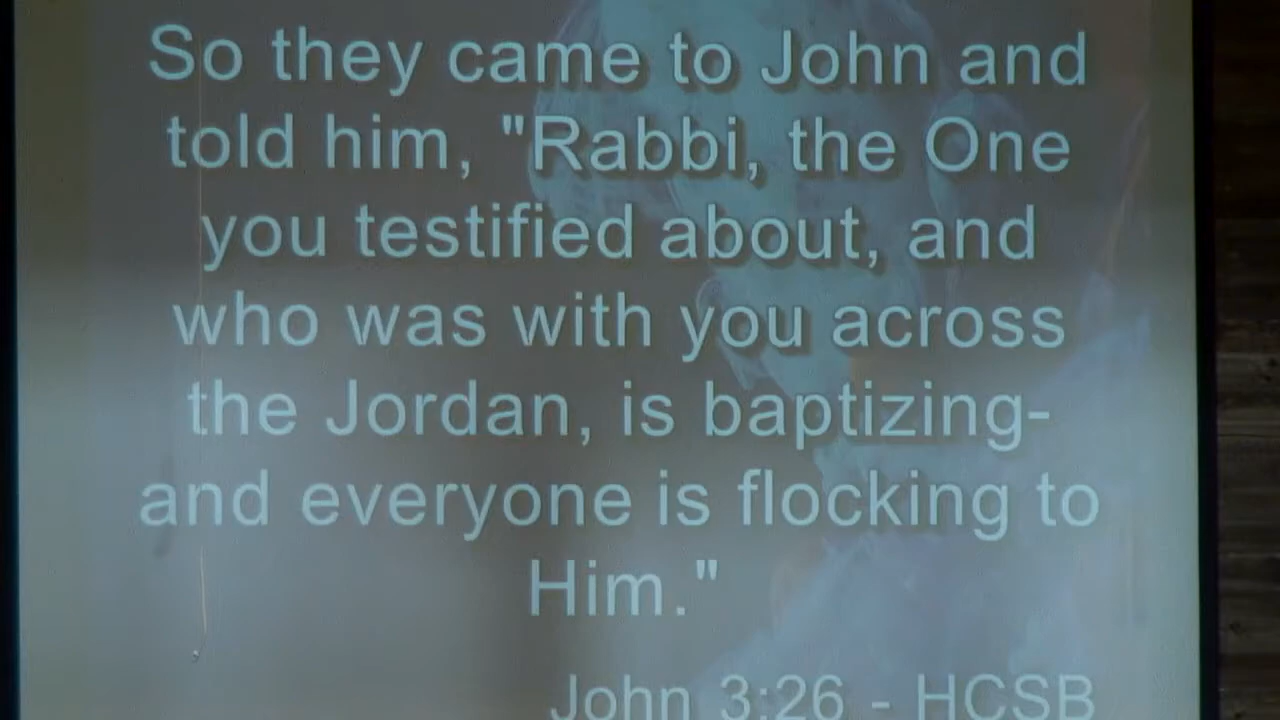 So they came to John and
told him, "Rabbi, the One
you testified about, and
who was with you across
the Jordan, is baptizing-
and everyone is flocking to
Him."
John 3:26 - HCSB